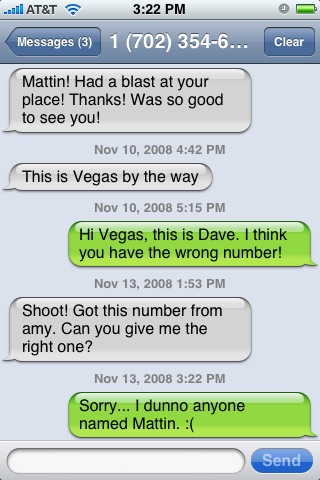 AT&T 3:22 PM
Messages (3) 1 (702) 354-6... Clear
Mattin! Had a blast at your
place! Thanks! Was so good
to see you!
Nov 10, 2008 4:42 PM
This is Vegas by the way
Nov 10, 2008 5:15 PM
Hi Vegas, this is Dave. I think
you have the wrong number!
Nov 13, 2008 1:53 PM
Shoot! Got this number from
amy. Can you give me the
right one?
Nov 13, 2008 3:22 PM
Sorry... I dunno anyone
named Mattin. :(
Send